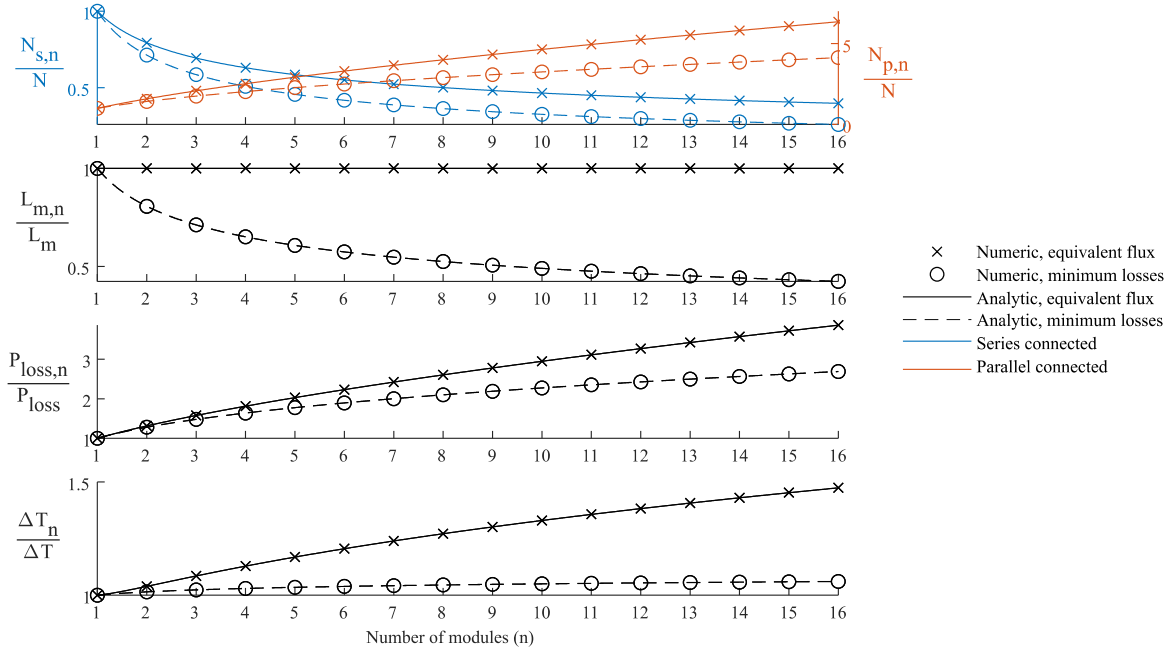 1
0.5
N_s,n
N
5
0
N_p,n
N
1 2 3 4 5 6 7 8 9 10 11 12 13 14 15 16
1
0.5
L_m,n
L_m
1 2 3 4 5 6 7 8 9 10 11 12 13 14 15 16
3
2
1
P_loss,n
P_loss
1 2 3 4 5 6 7 8 9 10 11 12 13 14 15 16
1.5
1
ΔT_n
ΔT
1 2 3 4 5 6 7 8 9 10 11 12 13 14 15 16
Number of modules (n)
Numeric, equivalent flux
Numeric, minimum losses
Analytic, equivalent flux
Analytic, minimum losses
Series connected
Parallel connected